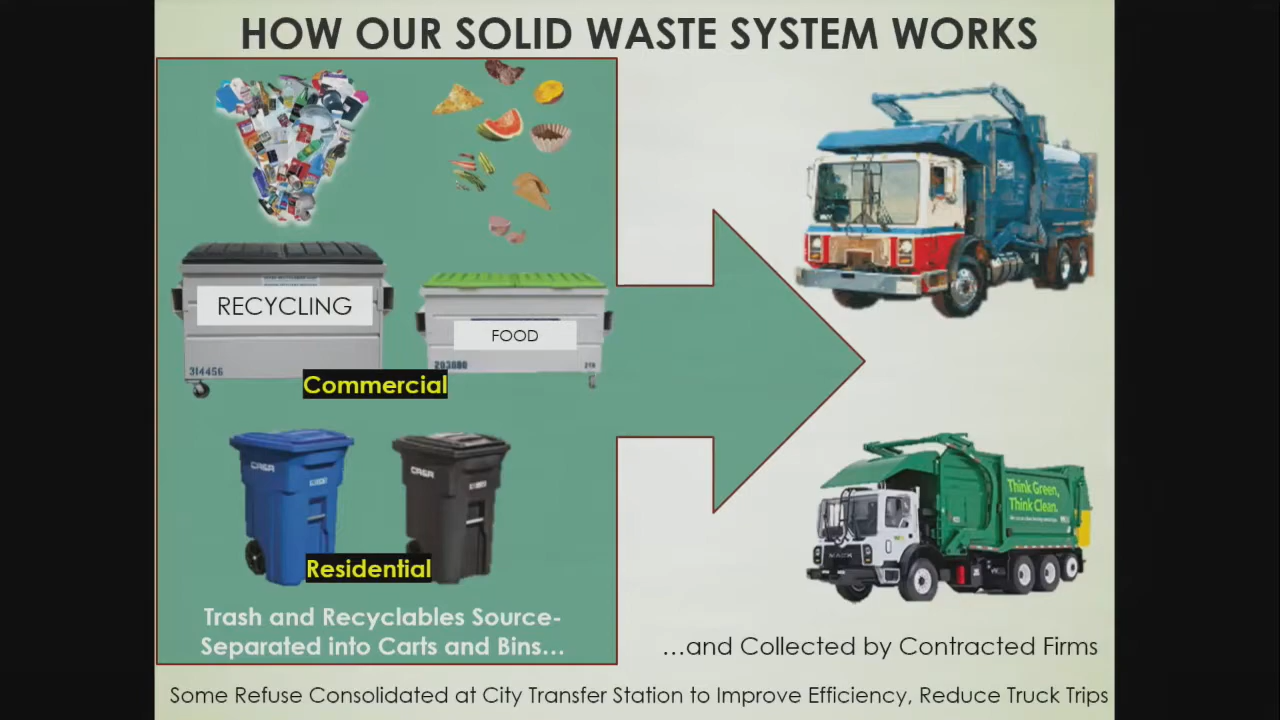 HOW OUR SOLID WASTE SYSTEM WORKS
RECYCLING
FOOD
314456
Commercial
Residential
Trash and Recyclables Source-
Separated into Carts and Bins…
Think Green,
Think Clean.
MACK
…and Collected by Contracted Firms
Some Refuse Consolidated at City Transfer Station to Improve Efficiency, Reduce Truck Trips